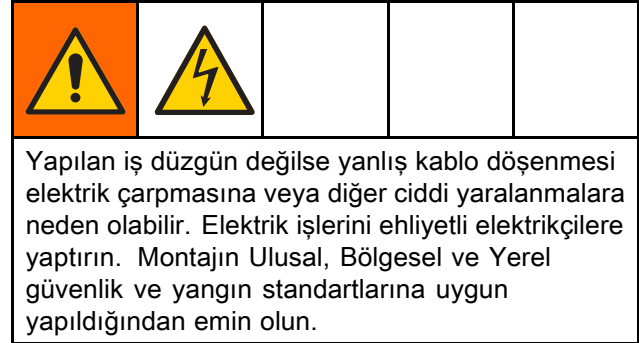 Yapılan iş düzgün değilse yanlış kablo döşenmesi
elektrik çarpmasına veya diğer ciddi yaralanmalara
neden olabilir. Elektrik işlerini ehliyetli elektrikçilere
yaptırın. Montajın Ulusal, Bölgesel ve Yerel
güvenlik ve yangın standartlarına uygun
yapıldığından emin olun.